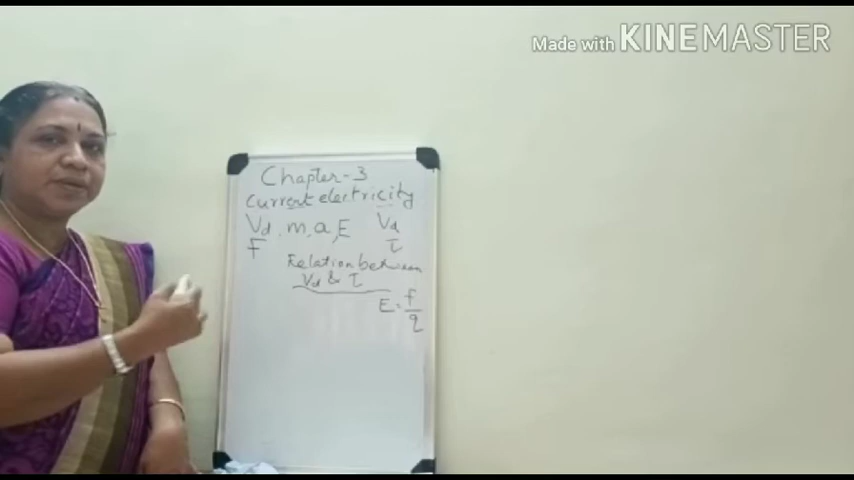 Made with KINEMASTER
Chapter-3
Current electricity
Vd, m, a, E Vd
F τ
Relation between
Vd & τ
E = f
q